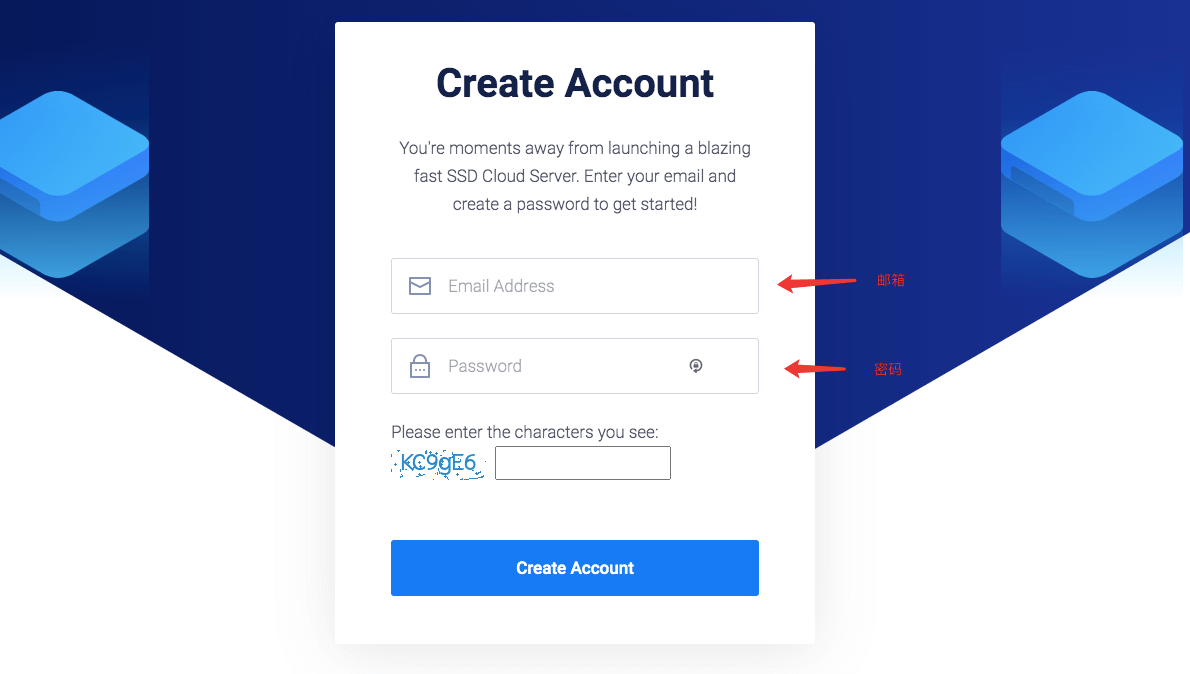 Create Account
You're moments away from launching a blazing
fast SSD Cloud Server. Enter your email and
create a password to get started!
Email Address
邮箱
Password
密码
Please enter the characters you see:
KC9gE6
Create Account